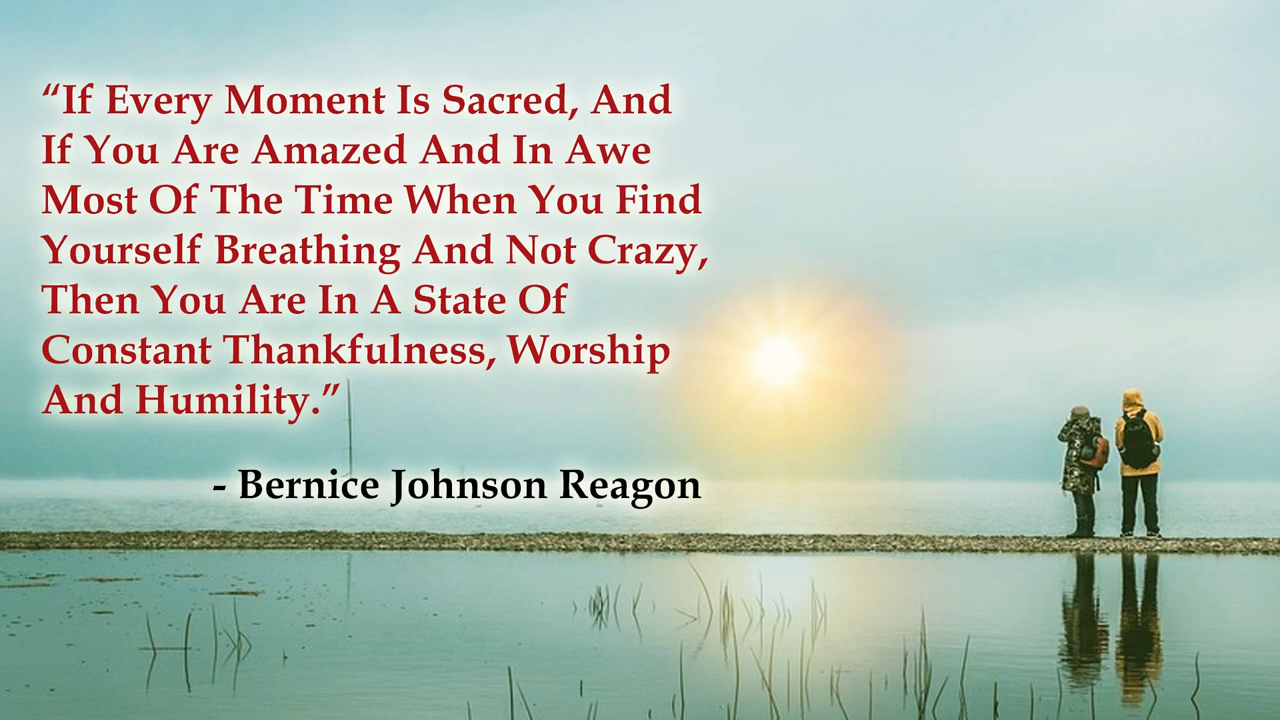 “If Every Moment Is Sacred, And
If You Are Amazed And In Awe
Most Of The Time When You Find
Yourself Breathing And Not Crazy,
Then You Are In A State Of
Constant Thankfulness, Worship
And Humility.”
- Bernice Johnson Reagon